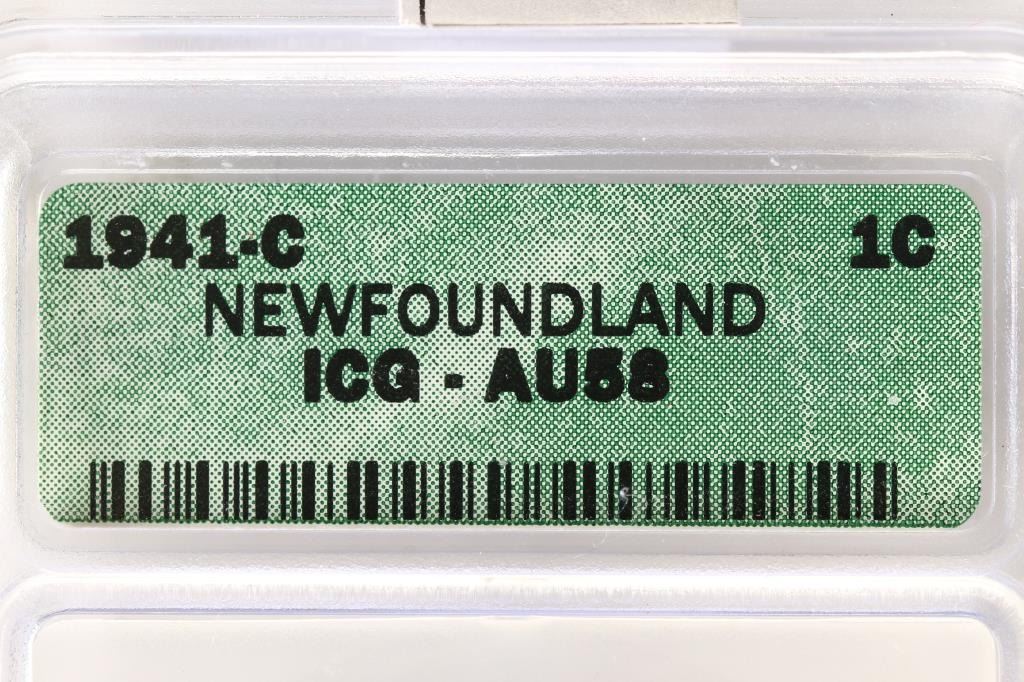 1941-C 1C
NEWFOUNDLAND
ICG - AU58